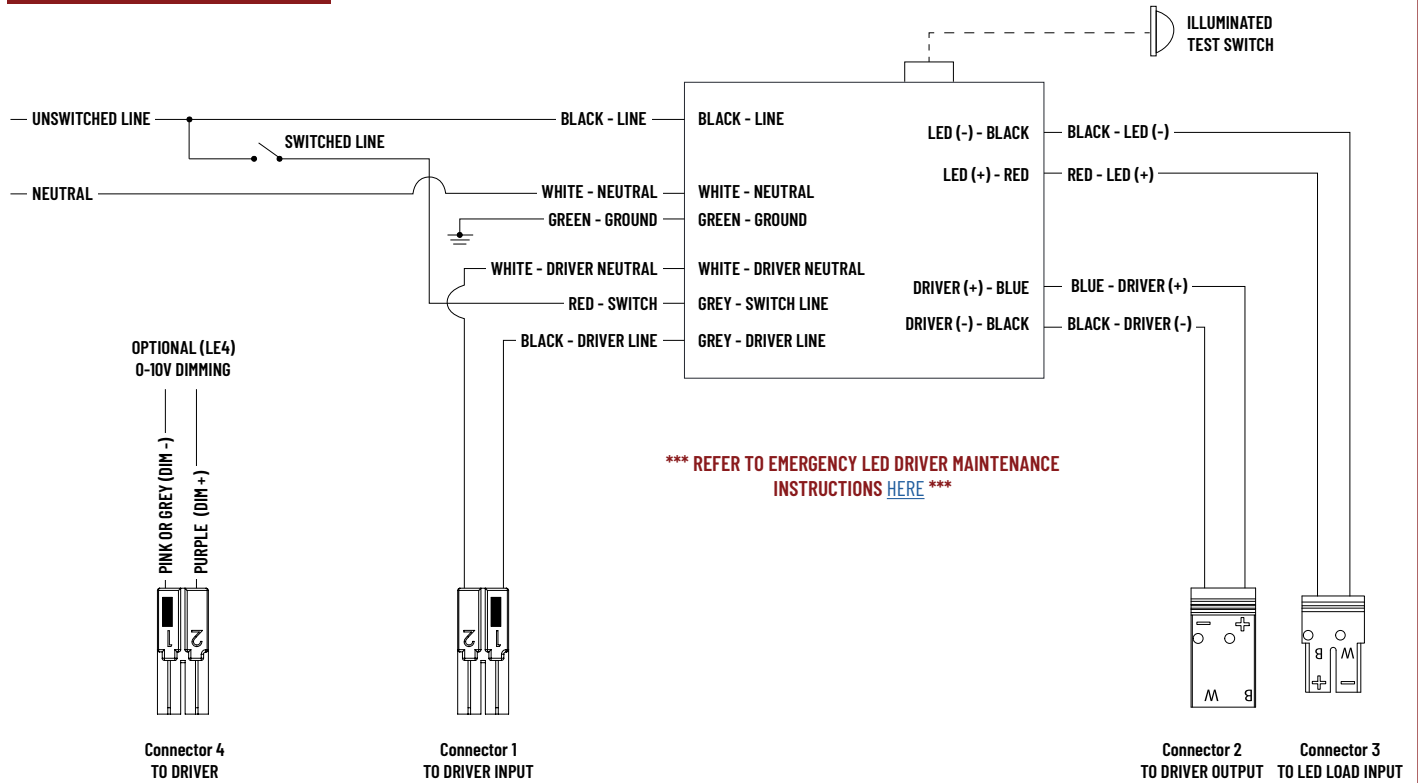 ILLUMINATED
TEST SWITCH
UNSWITCHED LINE
BLACK - LINE
BLACK - LINE
LED (-) - BLACK
BLACK - LED (-)
SWITCHED LINE
LED (+) - RED
RED - LED (+)
NEUTRAL
WHITE - NEUTRAL
WHITE - NEUTRAL
GREEN - GROUND
GREEN - GROUND
WHITE - DRIVER NEUTRAL
WHITE - DRIVER NEUTRAL
DRIVER (+) - BLUE
BLUE - DRIVER (+)
RED - SWITCH
GREY - SWITCH LINE
DRIVER (-) - BLACK
BLACK - DRIVER (-)
BLACK - DRIVER LINE
GREY - DRIVER LINE
OPTIONAL (LE4)
0-10V DIMMING
PINK OR GREY (DIM -)
PURPLE (DIM +)
*** REFER TO EMERGENCY LED DRIVER MAINTENANCE
INSTRUCTIONS HERE ***
1 2
2 1
- +
W B
B W
+ -
Connector 4
TO DRIVER
Connector 1
TO DRIVER INPUT
Connector 2
TO DRIVER OUTPUT
Connector 3
TO LED LOAD INPUT